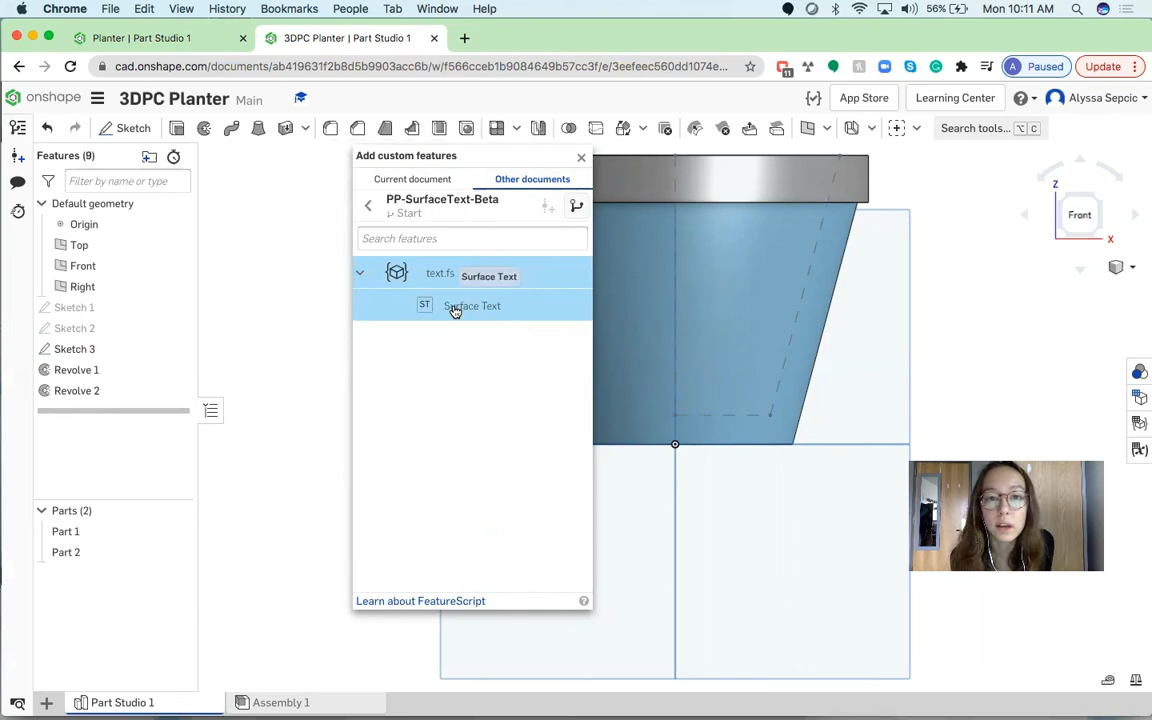 Chrome File Edit View History Bookmarks People Tab Window Help 56% Mon 10:11 AM
Planter | Part Studio 1 × 3DPC Planter | Part Studio 1 × +
cad.onshape.com/documents/ab419631f2b8d5b9903acc6b/w/f566cceb1b9084649b57cc3f/e/3eefeec560dd1074e... 11 A Paused Update
onshape 3DPC Planter Main App Store Learning Center Alyssa Sepcic
Sketch Search tools... ⌥ C
Features (9)
Filter by name or type
Default geometry
Origin
Top
Front
Right
Sketch 1
Sketch 2
Sketch 3
Revolve 1
Revolve 2
Parts (2)
Part 1
Part 2
Add custom features
Current document Other documents
PP-SurfaceText-Beta
Start
Search features
text.fs Surface Text
ST Surface Text
Learn about FeatureScript
Z
Front
X
Part Studio 1 Assembly 1